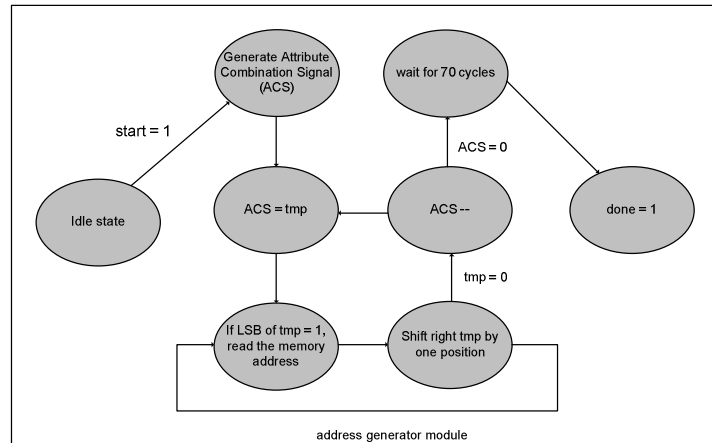 Generate Attribute
Combination Signal
(ACS)
wait for 70 cycles
start = 1
ACS = 0
Idle state
ACS = tmp
ACS --
done = 1
tmp = 0
If LSB of tmp = 1,
read the memory
address
Shift right tmp by
one position
address generator module